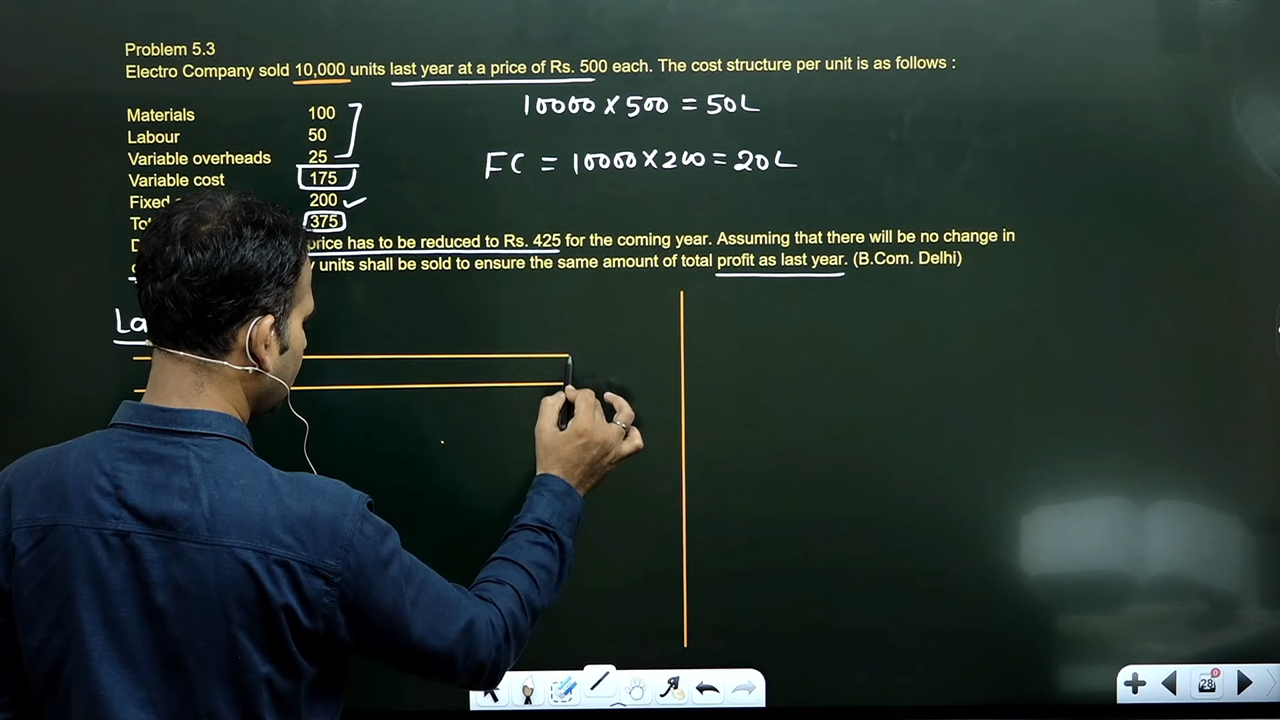 Problem 5.3
Electro Company sold 10,000 units last year at a price of Rs. 500 each. The cost structure per unit is as follows :
Materials 100
Labour 50
Variable overheads 25
Variable cost 175
Fixed 200
375
10000 × 500 = 50L
FC = 10000 × 200 = 20L
price has to be reduced to Rs. 425 for the coming year. Assuming that there will be no change in
units shall be sold to ensure the same amount of total profit as last year. (B.Com. Delhi)
28
0